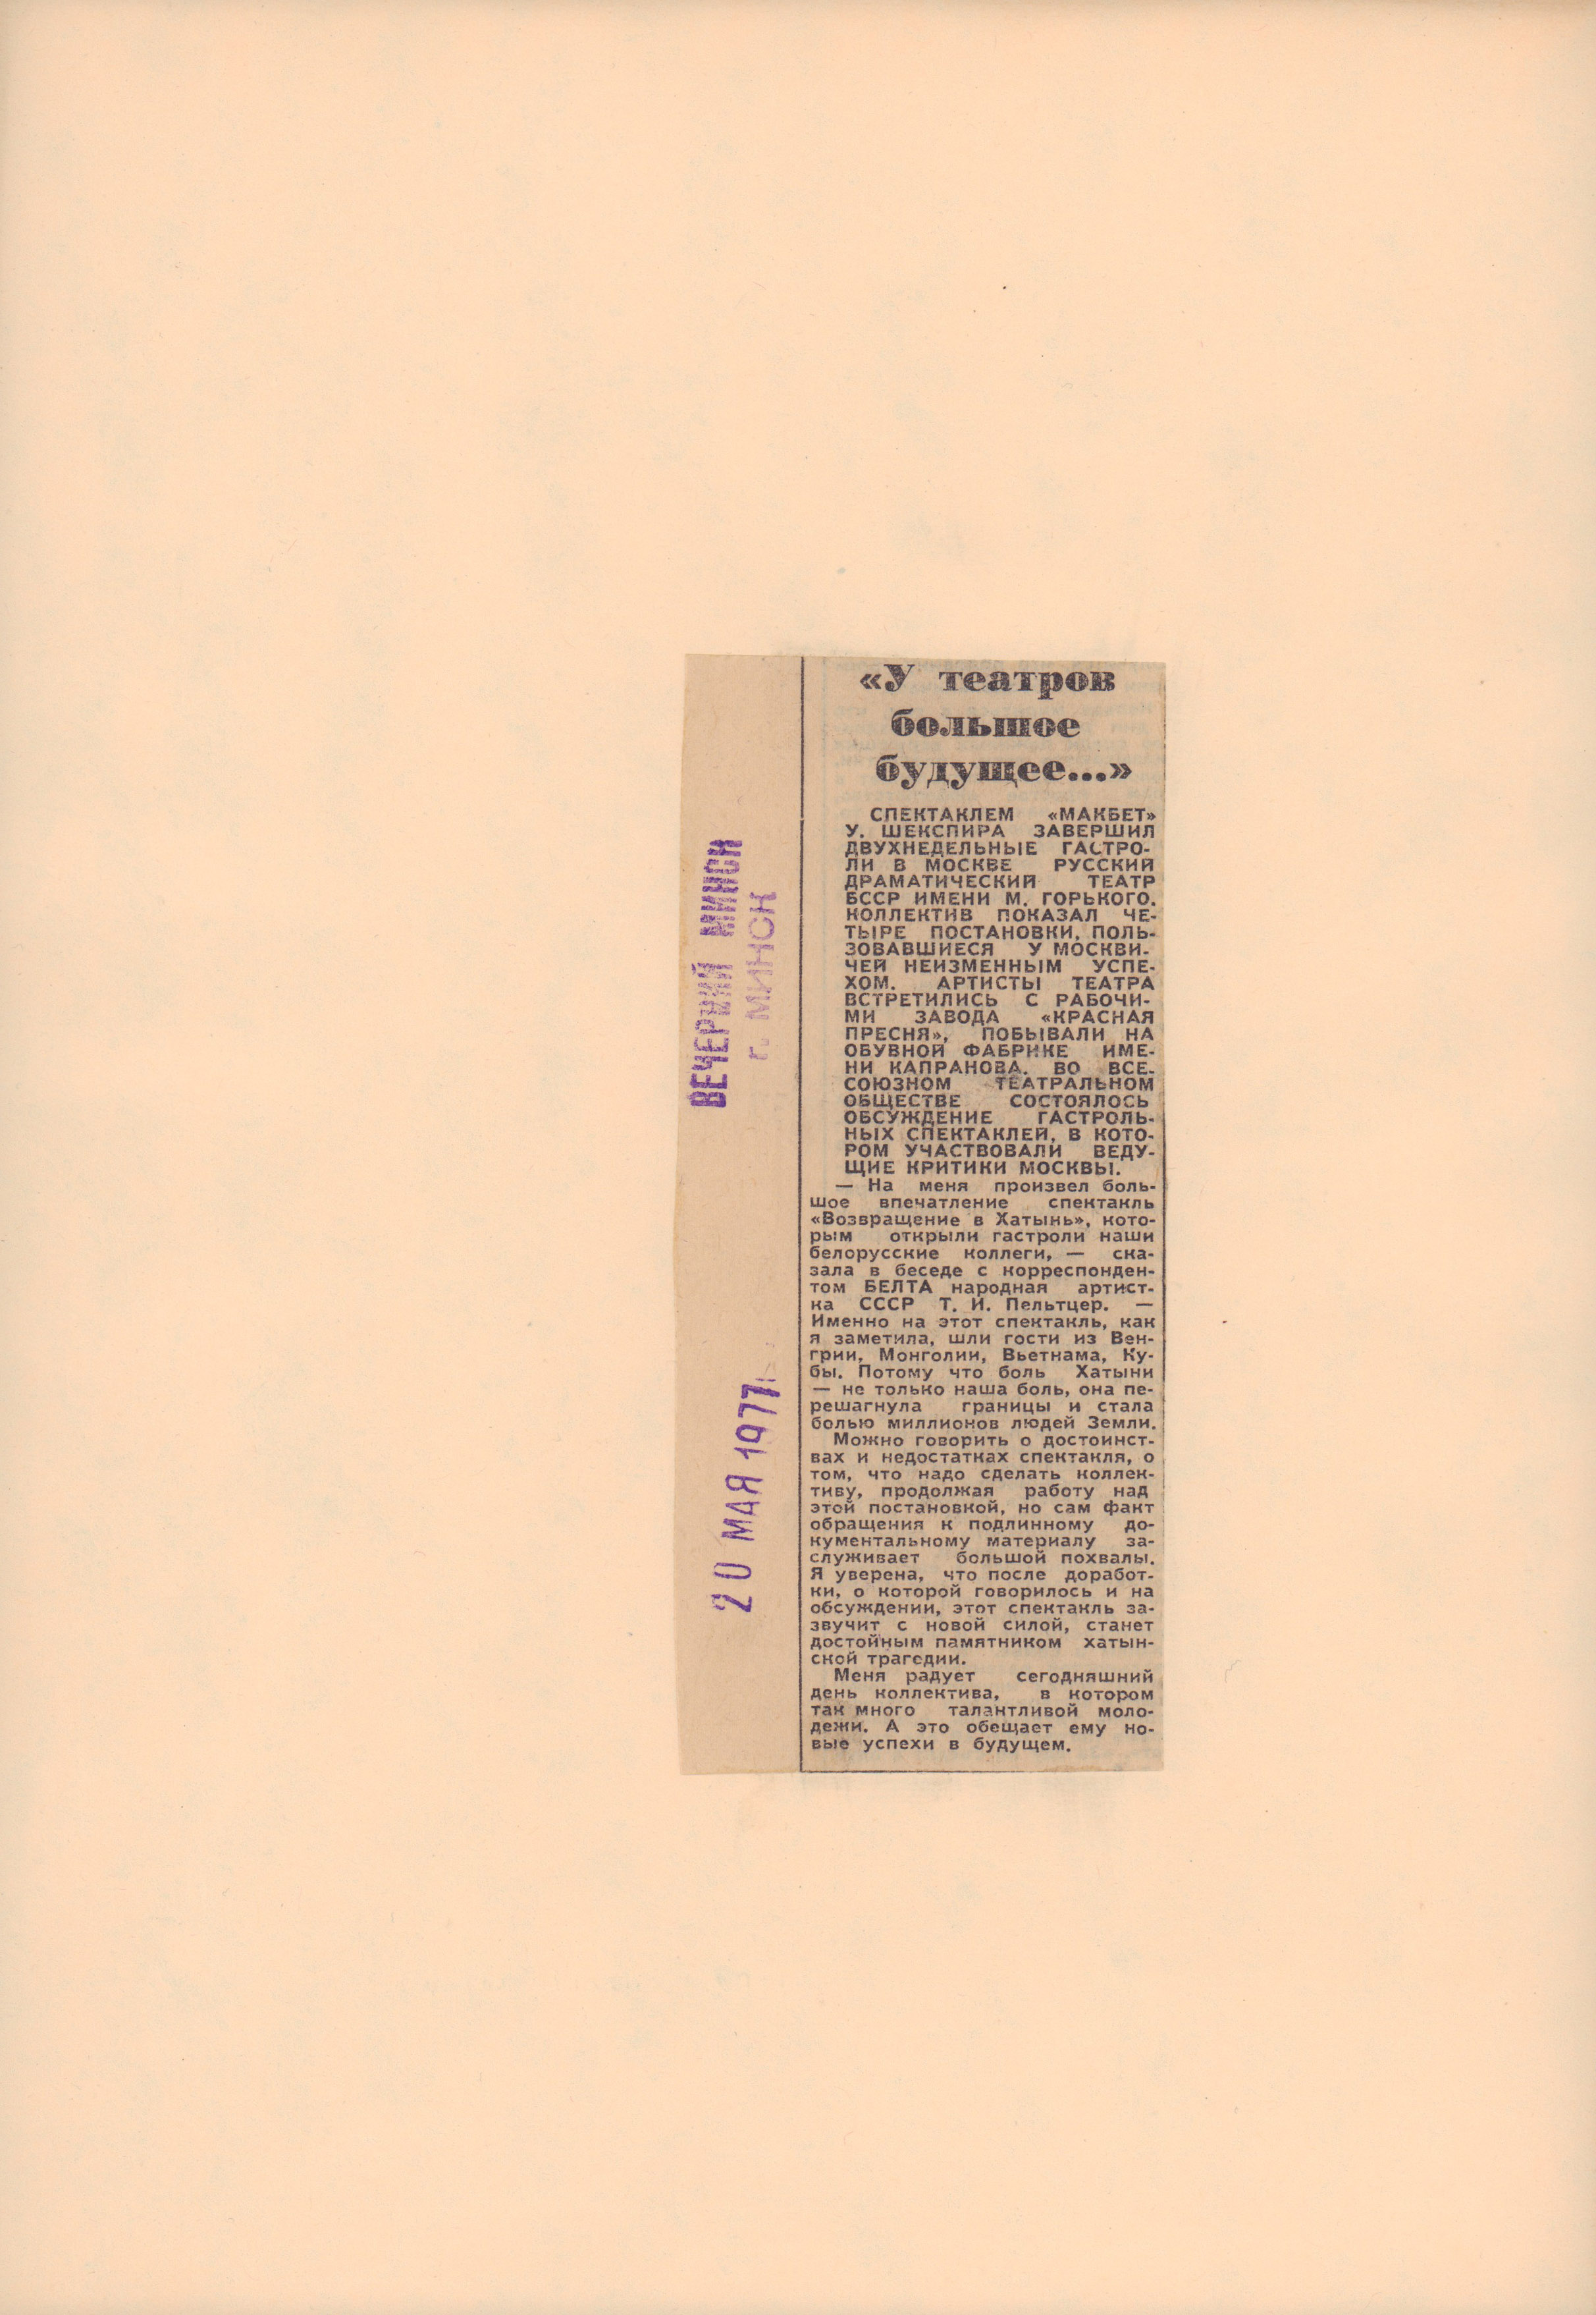 «У театров
большое
будущее...»
СПЕКТАКЛЕМ «МАКБЕТ»
У. ШЕКСПИРА ЗАВЕРШИЛ
ДВУХНЕДЕЛЬНЫЕ ГАСТРО-
ЛИ В МОСКВЕ РУССКИЙ
ДРАМАТИЧЕСКИЙ ТЕАТР
БССР ИМЕНИ М. ГОРЬКОГО.
КОЛЛЕКТИВ ПОКАЗАЛ ЧЕ-
ТЫРЕ ПОСТАНОВКИ, ПОЛЬ-
ЗОВАВШИЕСЯ У МОСКВИ-
ЧЕЙ НЕИЗМЕННЫМ УСПЕ-
ХОМ. АРТИСТЫ ТЕАТРА
ВСТРЕТИЛИСЬ С РАБОЧИ-
МИ ЗАВОДА «КРАСНАЯ
ПРЕСНЯ», ПОБЫВАЛИ НА
ОБУВНОЙ ФАБРИКЕ ИМЕ-
НИ КАПРАНОВА. ВО ВСЕ-
СОЮЗНОМ ТЕАТРАЛЬНОМ
ОБЩЕСТВЕ СОСТОЯЛОСЬ
ОБСУЖДЕНИЕ ГАСТРОЛЬ-
НЫХ СПЕКТАКЛЕЙ, В КОТО-
РОМ УЧАСТВОВАЛИ ВЕДУ-
ЩИЕ КРИТИКИ МОСКВЫ.
— На меня произвел боль-
шое впечатление спектакль
«Возвращение в Хатынь», кото-
рым открыли гастроли наши
белорусские коллеги, — ска-
зала в беседе с корреспонден-
том БЕЛТА народная артист-
ка СССР Т. И. Пельтцер. —
Именно на этот спектакль, как
я заметила, шли гости из Вен-
грии, Монголии, Вьетнама, Ку-
бы. Потому что боль Хатыни
— не только наша боль, она пе-
решагнула границы и стала
болью миллионов людей Земли.
Можно говорить о достоинст-
вах и недостатках спектакля, о
том, что надо сделать коллек-
тиву, продолжая работу над
этой постановкой, но сам факт
обращения к подлинному до-
кументальному материалу за-
служивает большой похвалы.
Я уверена, что после доработ-
ки, о которой говорилось и на
обсуждении, этот спектакль за-
звучит с новой силой, станет
достойным памятником хатын-
ской трагедии.
Меня радует сегодняшний
день коллектива, в котором
так много талантливой моло-
дежи. А это обещает ему но-
вые успехи в будущем.
ВЕЧЕРНИЙ МИНСК
г. МИНСК
20 МАЯ 1977